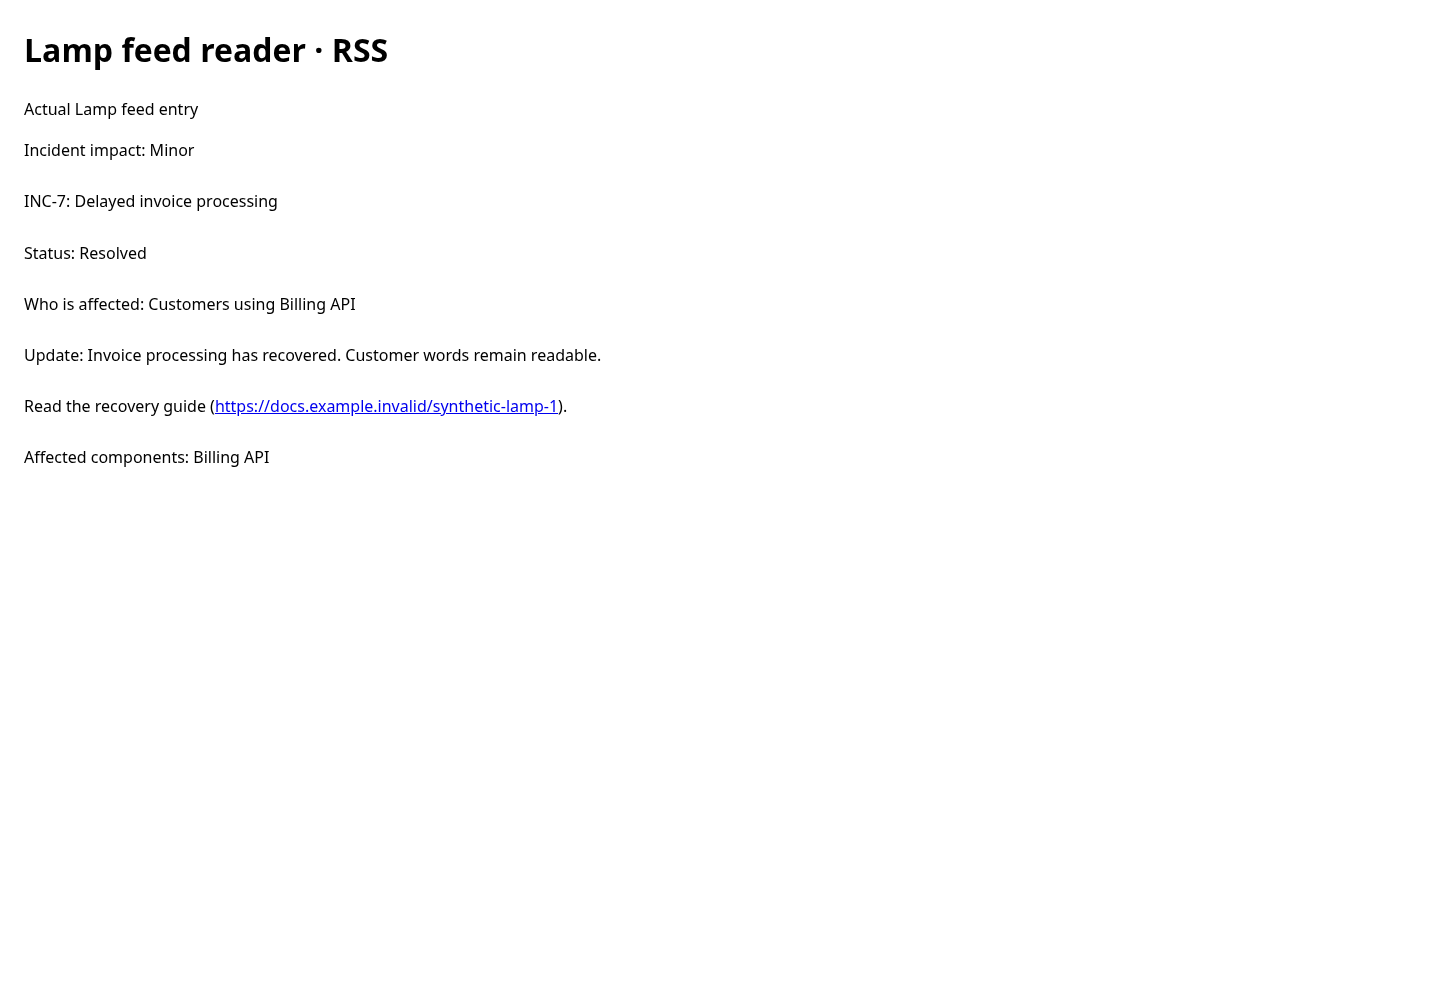 Lamp feed reader · RSS
Actual Lamp feed entry
Incident impact: Minor
INC-7: Delayed invoice processing
Status: Resolved
Who is affected: Customers using Billing API
Update: Invoice processing has recovered. Customer words remain readable.
Read the recovery guide (https://docs.example.invalid/synthetic-lamp-1).
Affected components: Billing API